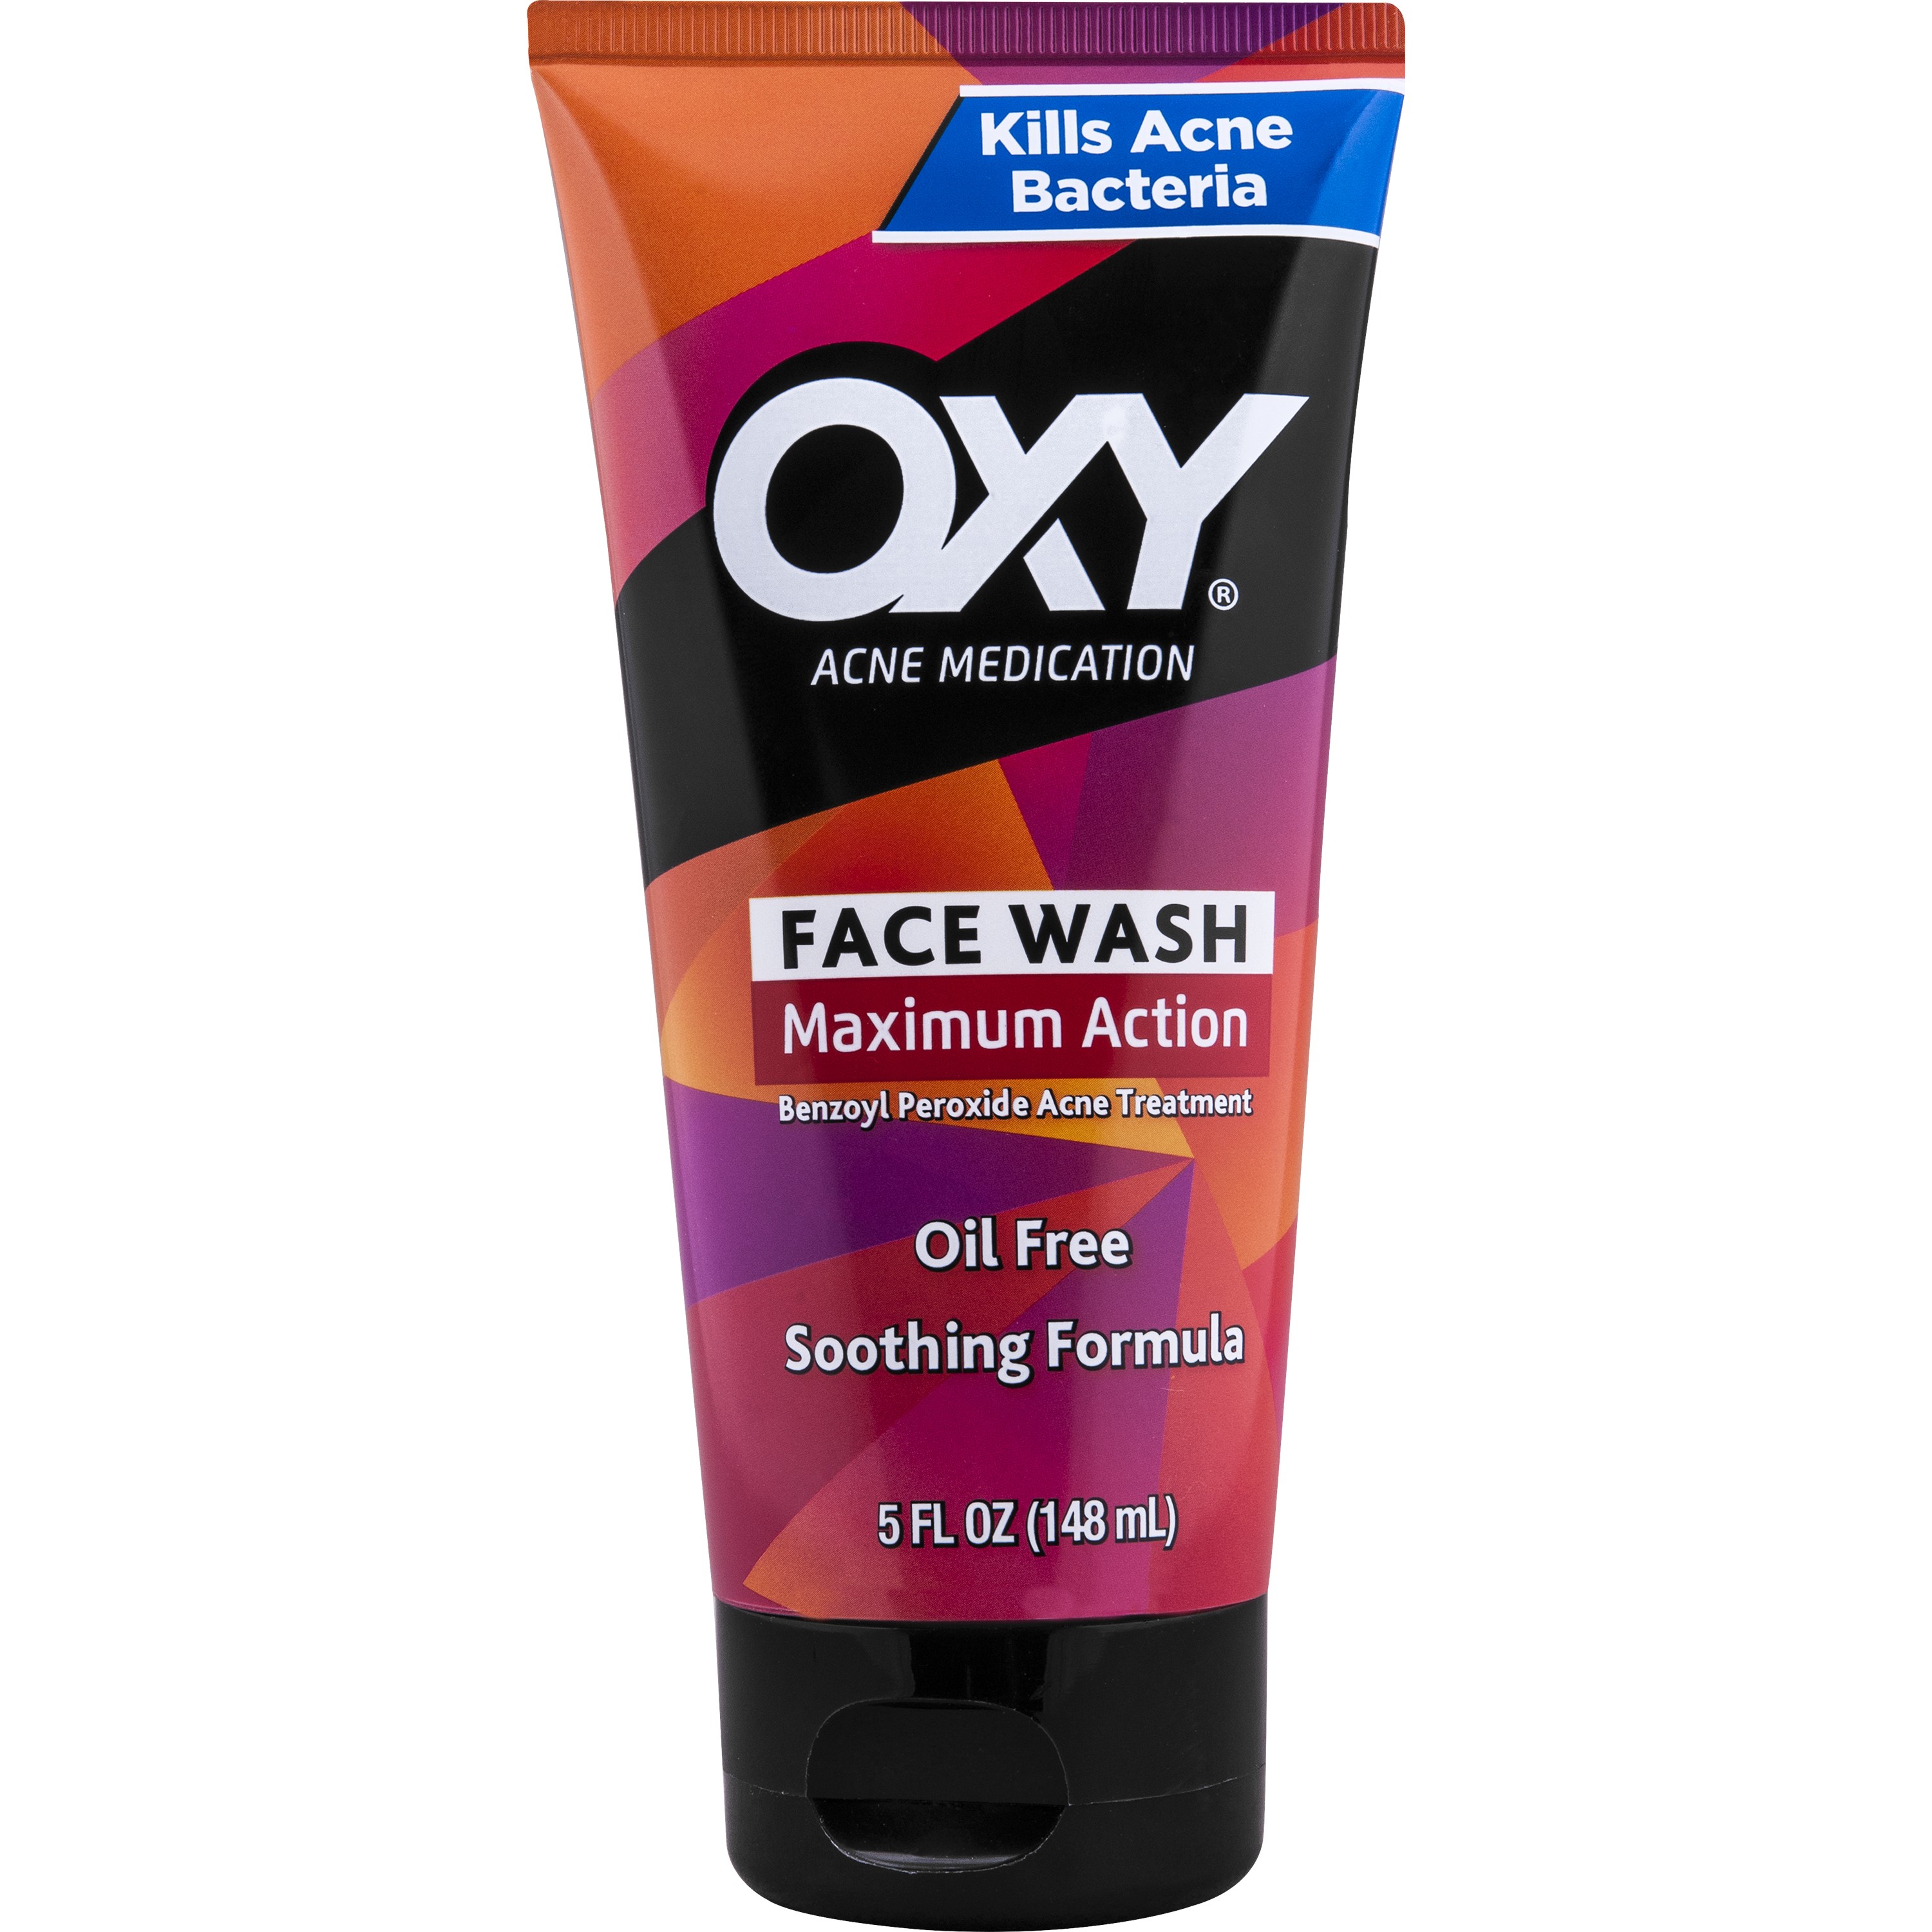 Kills Acne
Bacteria
OXY®
ACNE MEDICATION
FACE WASH
Maximum Action
Benzoyl Peroxide Acne Treatment
Oil Free
Soothing Formula
5 FL OZ (148 mL)